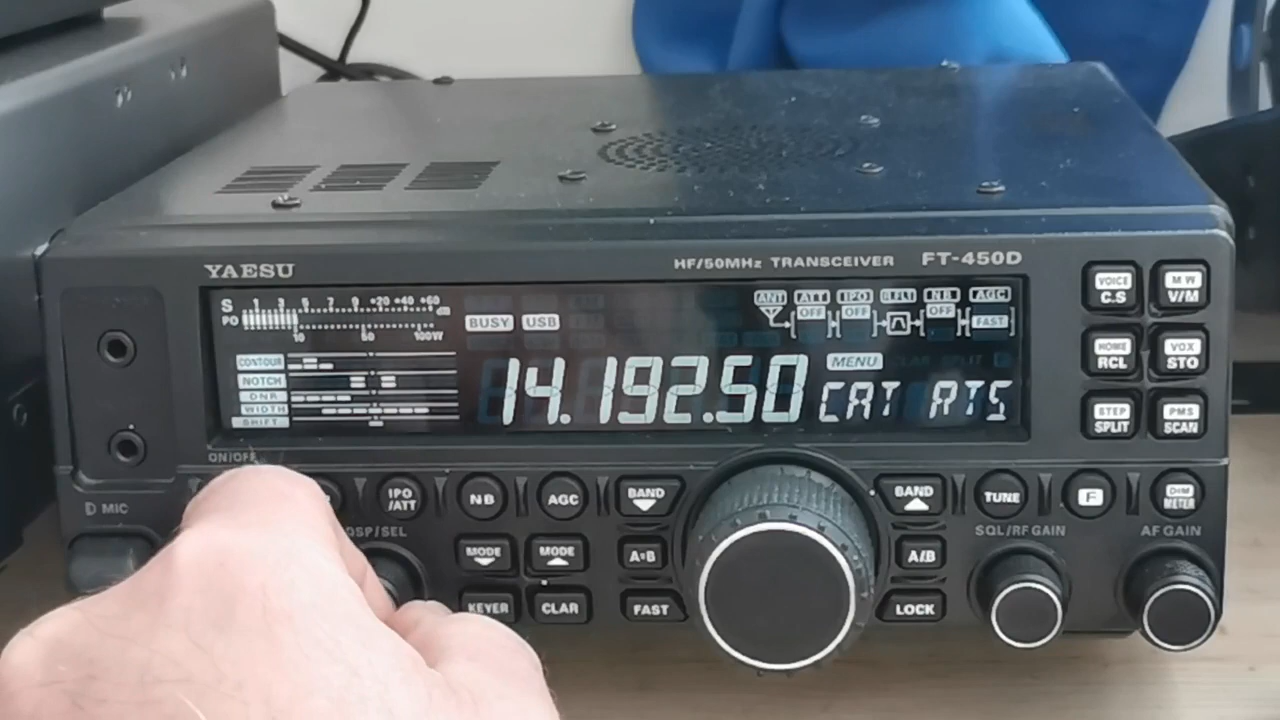 YAESU
HF/50MHz TRANSCEIVER FT-450D
S 1 3 5 7 9 +20 +40 +60 dB
PO 10 50 100W
BUSY USB
ANT ATT IPO R.FLT NB AGC
OFF OFF OFF FAST
CONTOUR
NOTCH
DNR
WIDTH
SHIFT
14.192.50
MENU
CAT RTS
VOICE C.S
M.W V/M
HOME RCL
VOX STO
STEP SPLIT
PMS SCAN
ON/OFF
MIC
IPO /ATT
NB
AGC
BAND
BAND
TUNE
F
DIM METER
DSP/SEL
MODE
MODE
A=B
A/B
SQL/RF GAIN
AF GAIN
KEYER
CLAR
FAST
LOCK